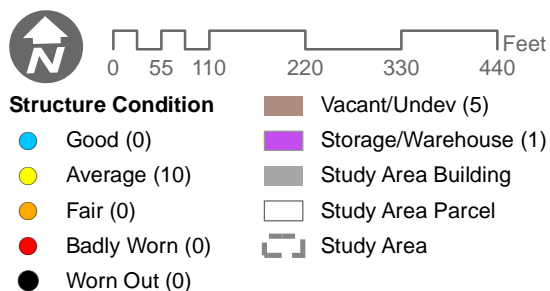 N
Feet
0 55 110 220 330 440
Structure Condition
Good (0)
Average (10)
Fair (0)
Badly Worn (0)
Worn Out (0)
Vacant/Undev (5)
Storage/Warehouse (1)
Study Area Building
Study Area Parcel
Study Area